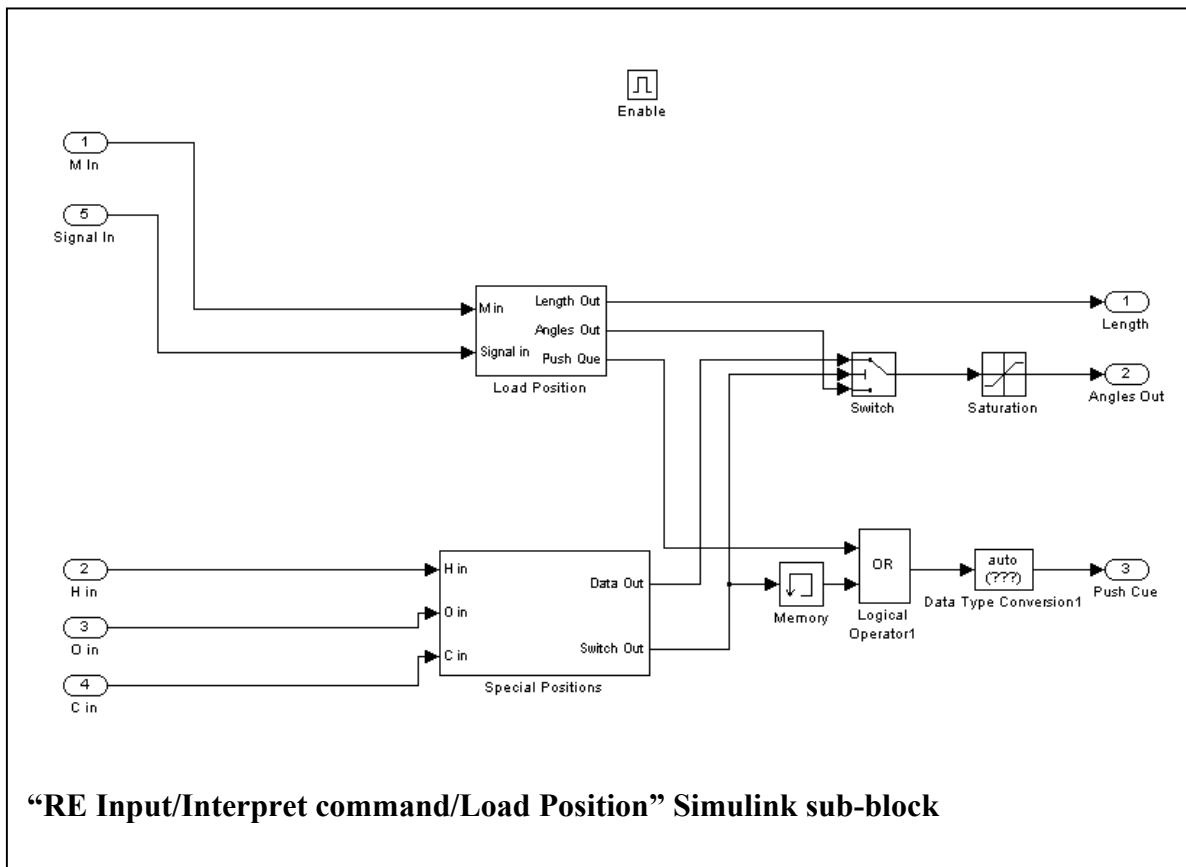 Enable
1
M In
5
Signal In
M in
Signal in
Length Out
Angles Out
Push Que
Load Position
1
Length
Switch
Saturation
2
Angles Out
2
H in
3
O in
4
C in
H in
O in
C in
Data Out
Switch Out
Special Positions
Memory
OR
Logical
Operator1
auto
(???)
Data Type Conversion1
3
Push Cue
“RE Input/Interpret command/Load Position” Simulink sub-block